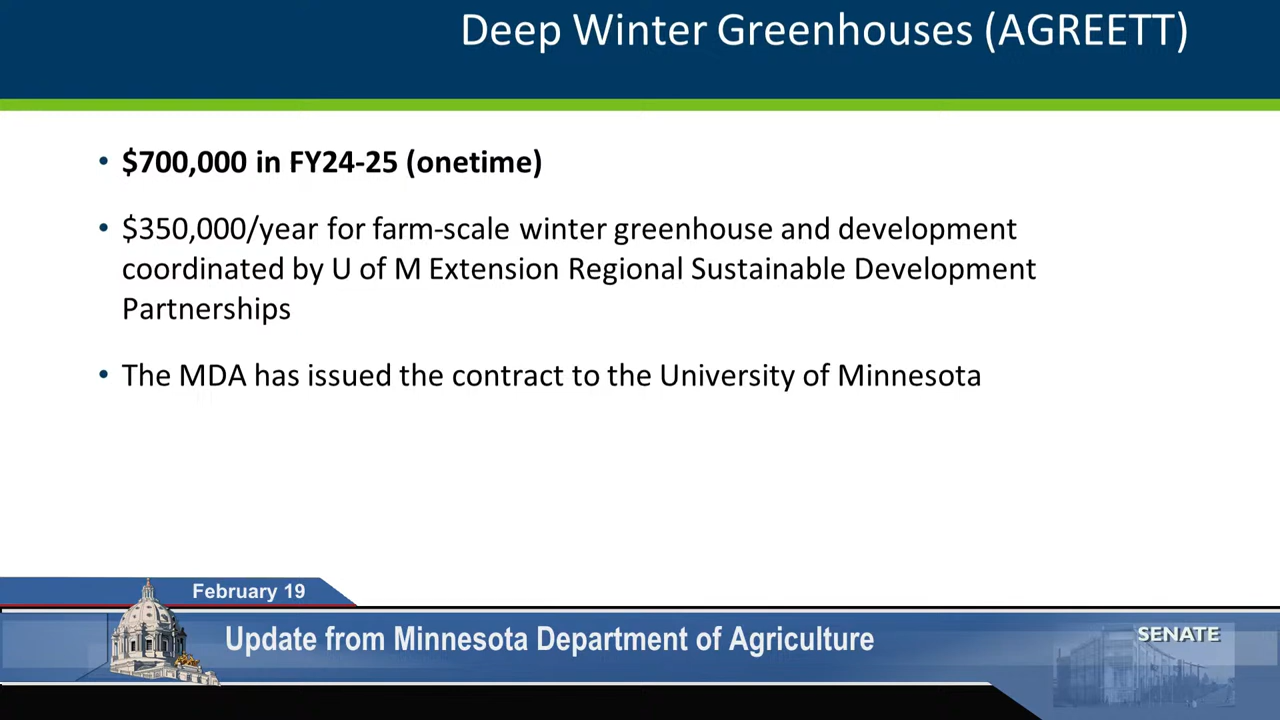 Deep Winter Greenhouses (AGREETT)
• $700,000 in FY24-25 (onetime)
• $350,000/year for farm-scale winter greenhouse and development
coordinated by U of M Extension Regional Sustainable Development
Partnerships
• The MDA has issued the contract to the University of Minnesota
February 19
Update from Minnesota Department of Agriculture
SENATE